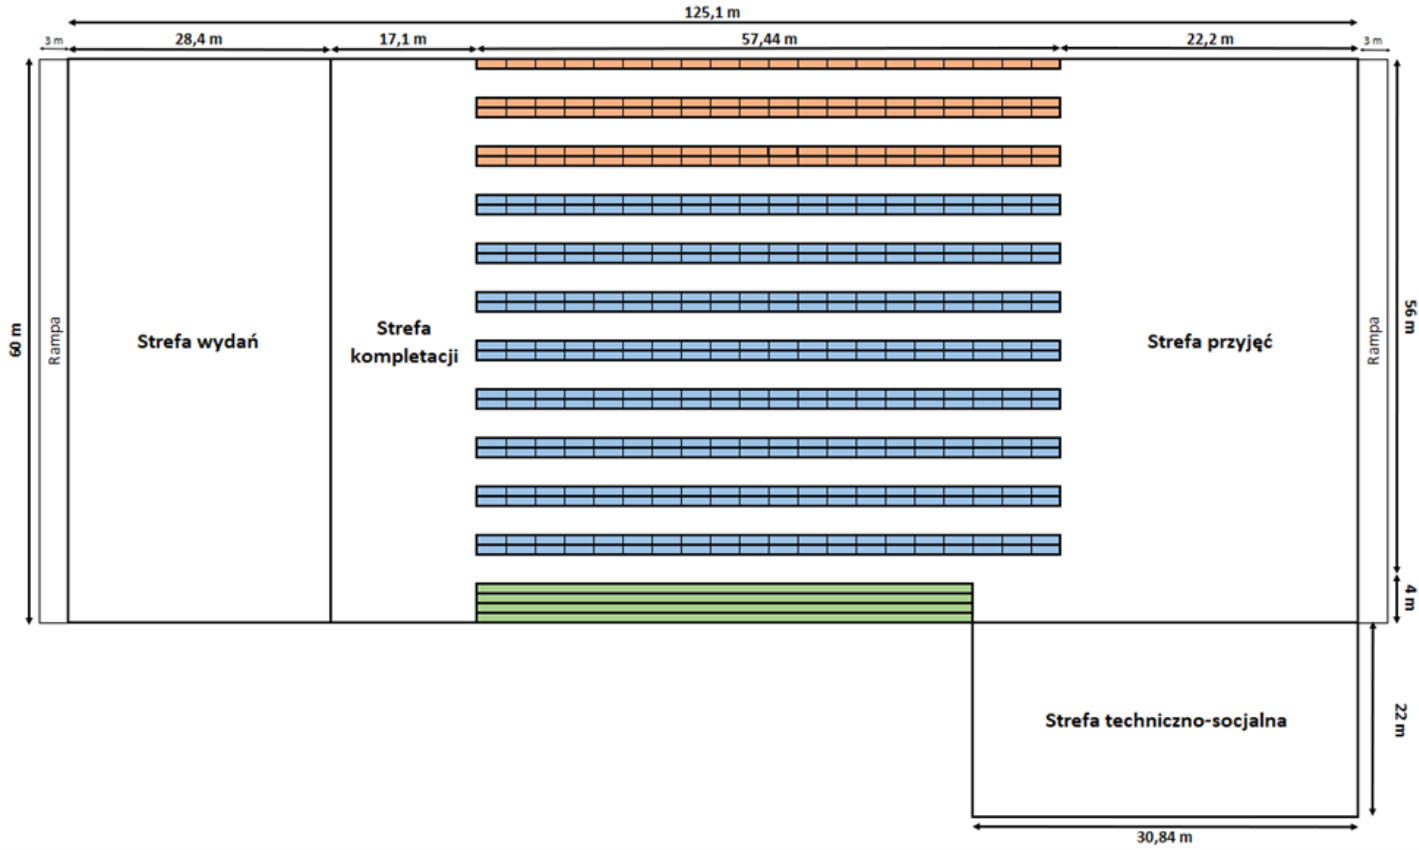 125,1 m
3 m
28,4 m
17,1 m
57,44 m
22,2 m
3 m
60 m
Rampa
Strefa wydań
Strefa
kompletacji
Strefa przyjęć
Rampa
56 m
4 m
Strefa techniczno-socjalna
22 m
30,84 m